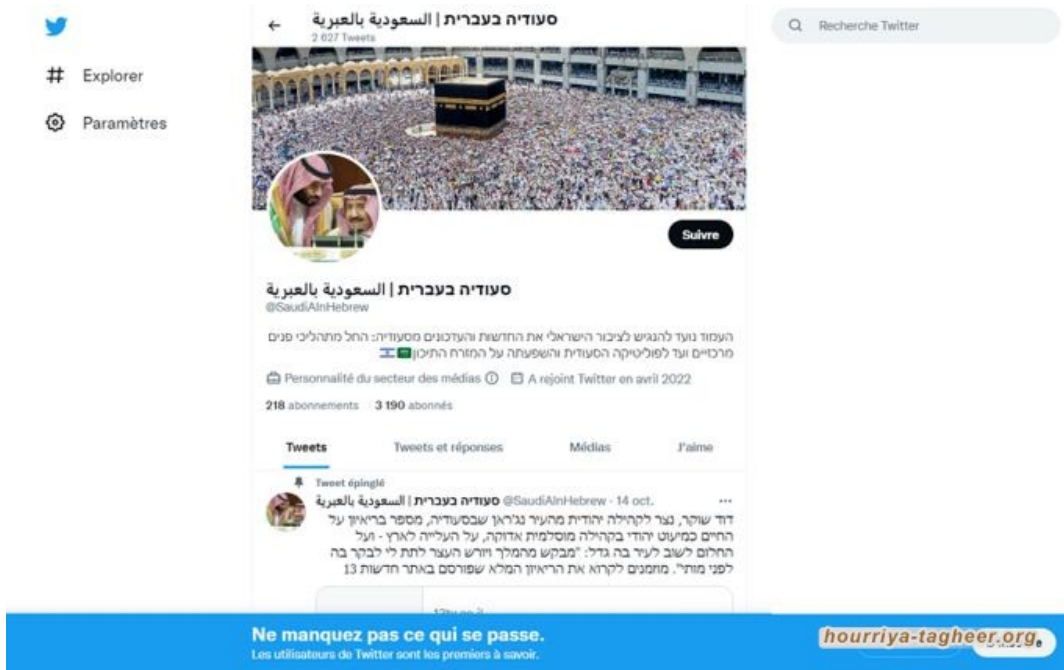 סעודיה בעברית | السعودية بالعبرية
2 627 Tweets
Recherche Twitter
Explorer
Paramètres
Suivre
סעודיה בעברית | السعودية بالعبرية
@SaudiAInHebrew
העמוד נועד להנגיש לציבור הישראלי את החדשות והעדכונים מסעודיה: החל מתהליכי פנים
מרכזיים ועד לפוליטיקה הסעודית והשפעתה על המזרח התיכון🇸🇦🇮🇱
Personnalité du secteur des médias A rejoint Twitter en avril 2022
218 abonnements 3 190 abonnés
Tweets Tweets et réponses Médias J'aime
Tweet épinglé
סעודיה בעברית | السعودية بالعبرية @SaudiAInHebrew · 14 oct.
דוד שוקר, נצר לקהילה יהודית מהעיר נג'ראן שבסעודיה, מספר בריאיון על
החיים כמיעוט יהודי בקהילה מוסלמית אדוקה, על העלייה לארץ - ועל
החלום לשוב לעיר בה גדל: "מבקש מהמלך ויורש העצר לתת לי לבקר בה
לפני מותי". מוזמנים לקרוא את הריאיון המלא שפורסם באתר חדשות 13
Ne manquez pas ce qui se passe.
Les utilisateurs de Twitter sont les premiers à savoir.
hourriya-tagheer.org